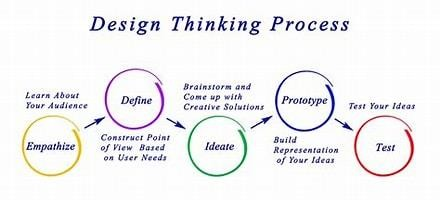 Design Thinking Process
Learn About
Your Audience
Empathize
Define
Construct Point
of View Based
on User Needs
Brainstorm and
Come up with
Creative Solutions
Ideate
Prototype
Build
Representation
of Your Ideas
Test Your Ideas
Test